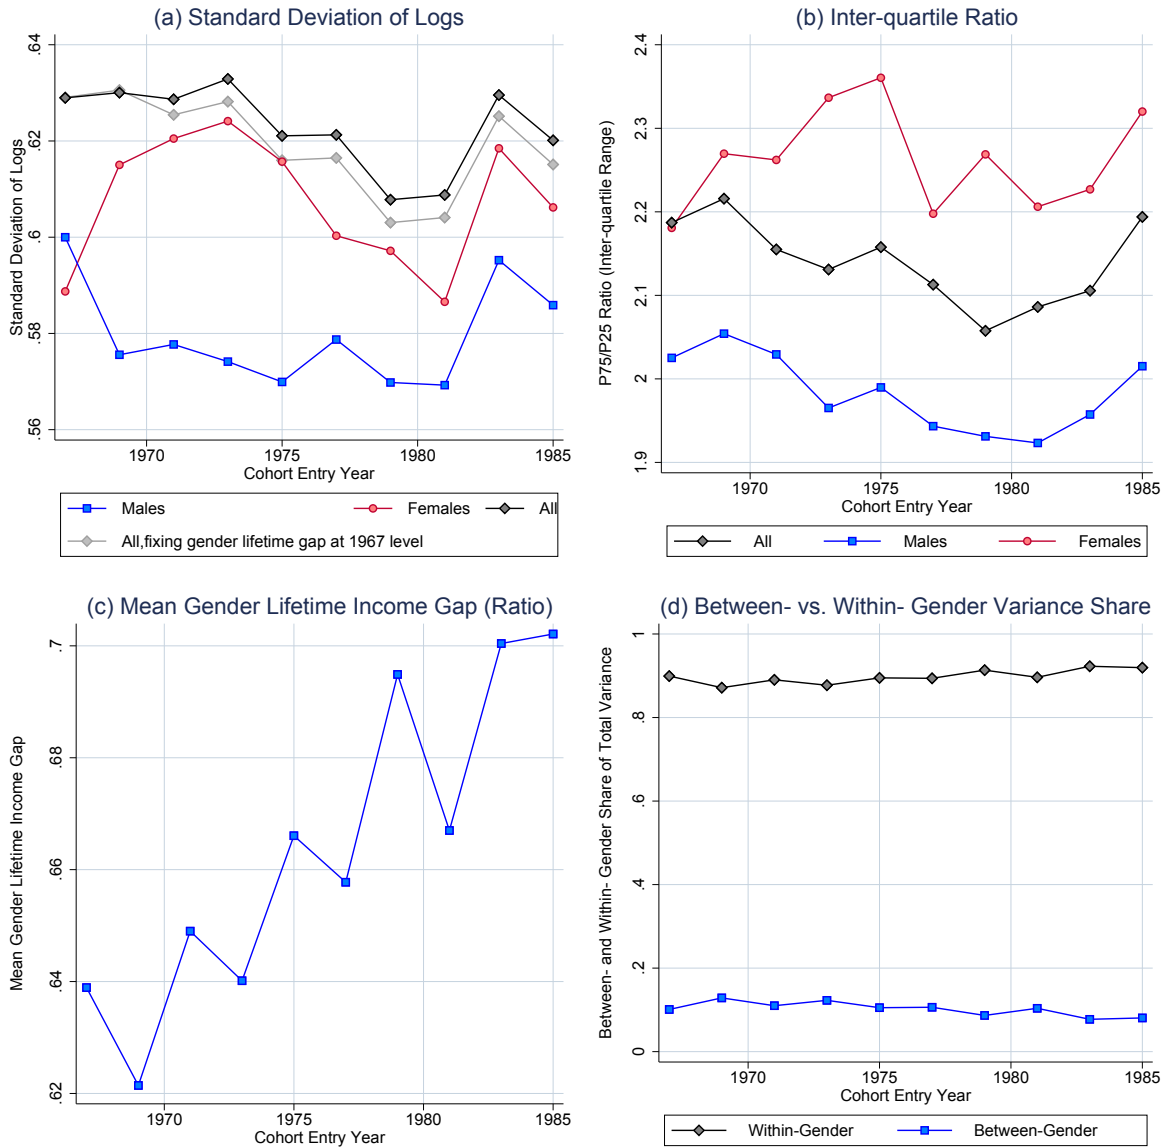 (a) Standard Deviation of Logs
Standard Deviation of Logs
.64
.62
.6
.58
.56
1970
1975
1980
1985
Cohort Entry Year
Males
Females
All
All,fixing gender lifetime gap at 1967 level
(b) Inter-quartile Ratio
P75/P25 Ratio (Inter-quartile Range)
2.4
2.3
2.2
2.1
2
1.9
1970
1975
1980
1985
Cohort Entry Year
All
Males
Females
(c) Mean Gender Lifetime Income Gap (Ratio)
Mean Gender Lifetime Income Gap
.7
.68
.66
.64
.62
1970
1975
1980
1985
Cohort Entry Year
(d) Between- vs. Within- Gender Variance Share
Between- and Within- Gender Share of Total Variance
1
.8
.6
.4
.2
0
1970
1975
1980
1985
Cohort Entry Year
Within-Gender
Between-Gender